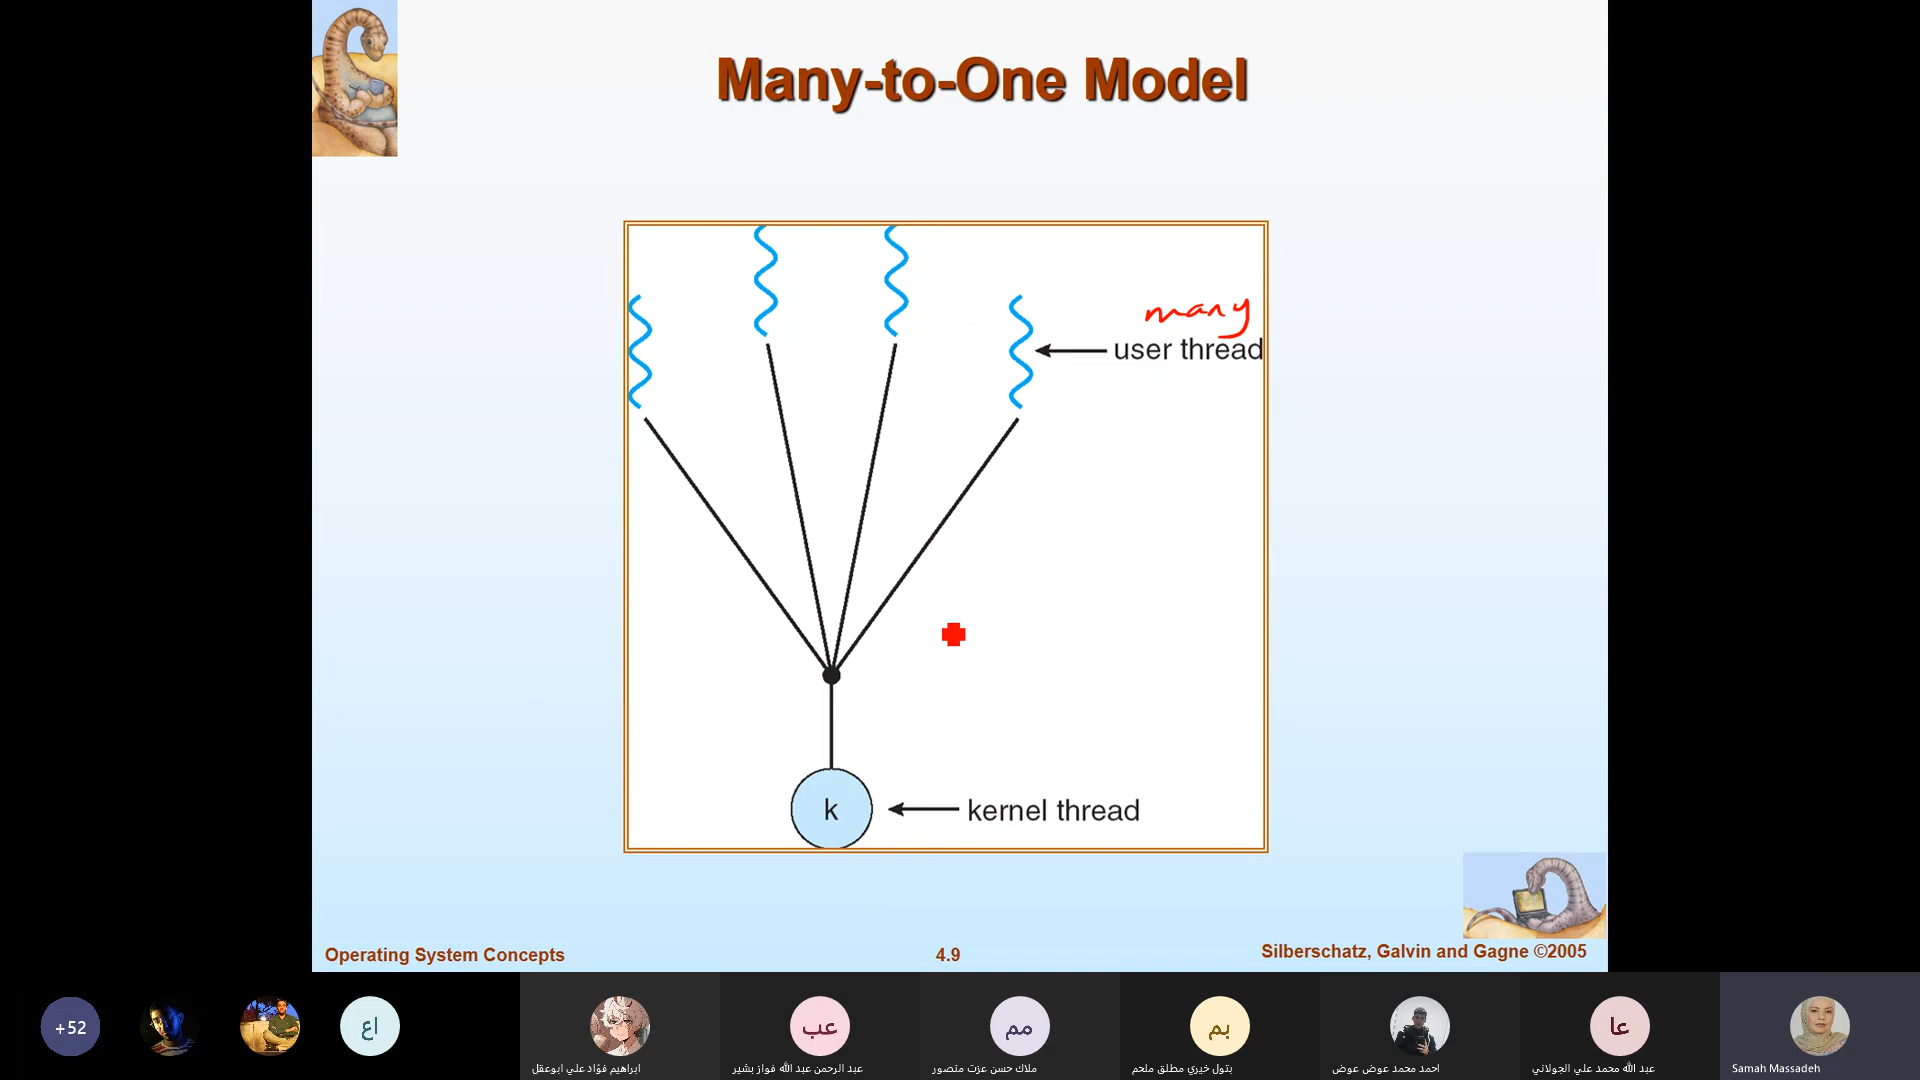 Many-to-One Model
many
user thread
k
kernel thread
Operating System Concepts
4.9
Silberschatz, Galvin and Gagne ©2005
+52
اع
عب
مم
بم
عا
ابراهيم فؤاد علي ابوعقل
عبد الرحمن عبد الله فواز بشير
ملاك حسن عزت منصور
بتول خيري مطلق ملحم
احمد محمد عوض عوض
عبد الله محمد علي الجولاني
Samah Massadeh